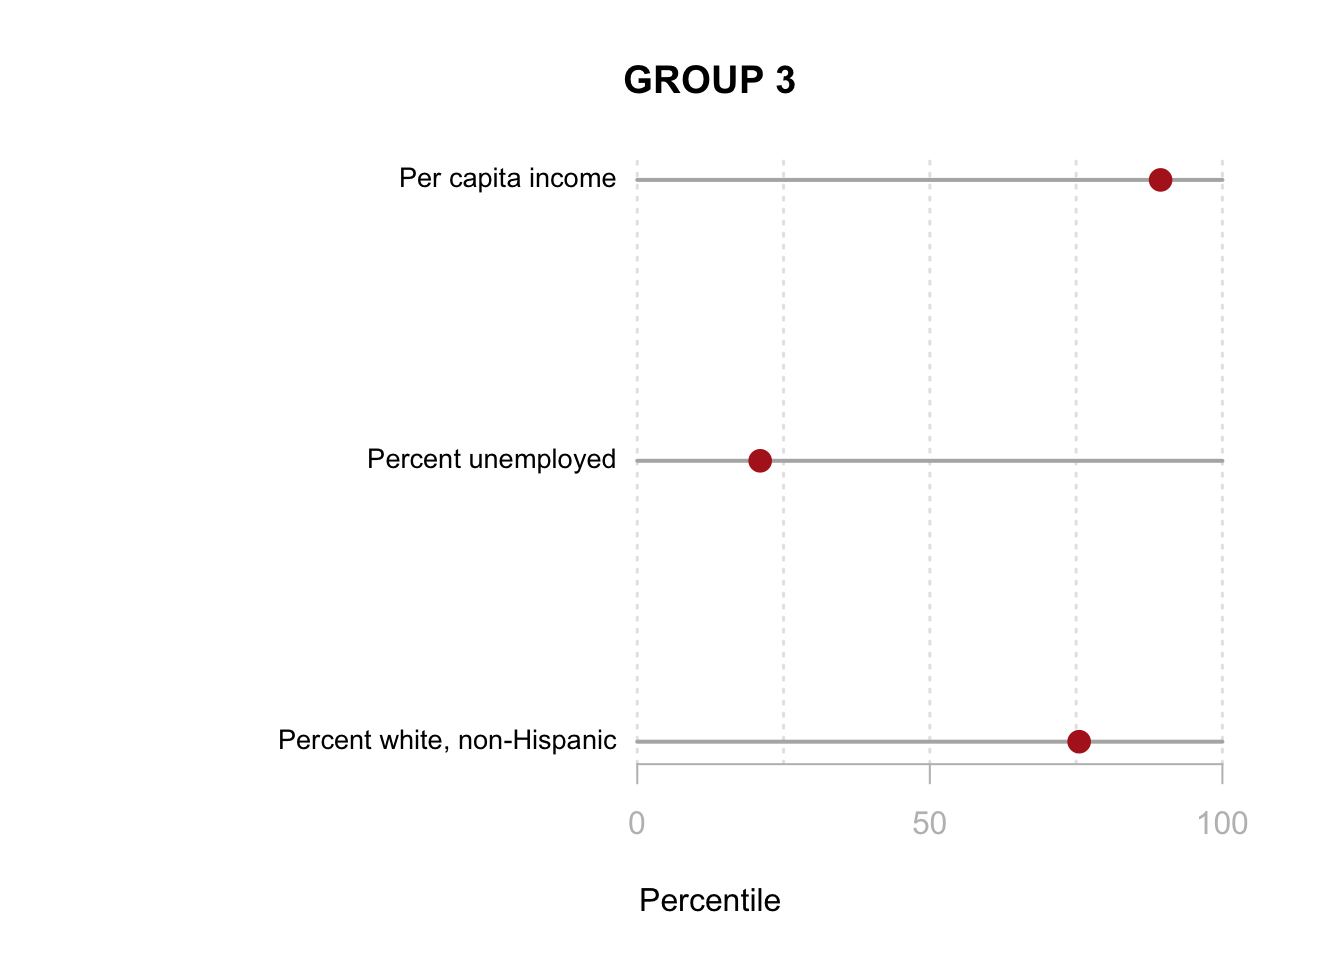 GROUP 3
Per capita income
Percent unemployed
Percent white, non-Hispanic
0 50 100
Percentile